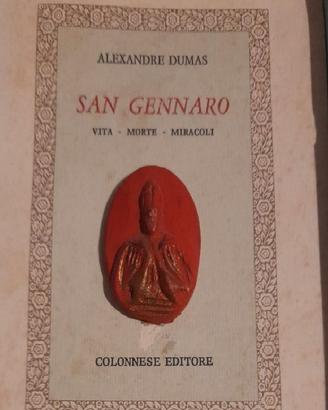 ALEXANDRE DUMAS
SAN GENNARO
VITA - MORTE - MIRACOLI
COLONNESE EDITORE